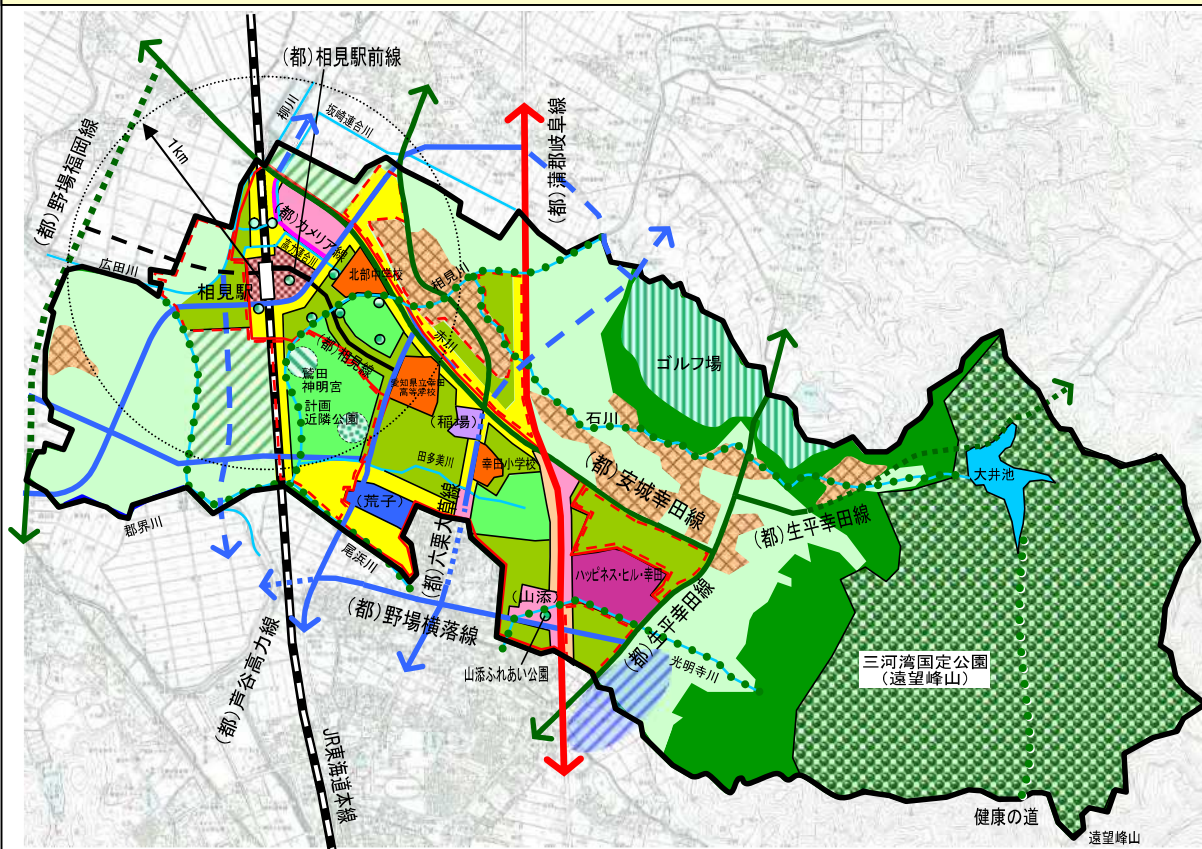 (都)相見駅前線
柳川
坂崎連合川
(都)蒲郡岐阜線
(都)野場福岡線
1km
(都)カメリア線
高力連合川
広田川
相見駅
北部中学校
相見川
赤川
(都)相見線
鷲田
神明宮
計画
近隣公園
愛知県立幸田
高等学校
(稲場)
石川
ゴルフ場
田多美川
幸田小学校
(都)安城幸田線
大井池
(荒子)
(都)六栗大草線
(都)生平幸田線
郡界川
尾浜川
ハッピネス・ヒル・幸田
(山添)
(都)野場横落線
(都)生平幸田線
光明寺川
山添ふれあい公園
三河湾国定公園
(遠望峰山)
(都)芦谷高力線
JR東海道本線
健康の道
遠望峰山